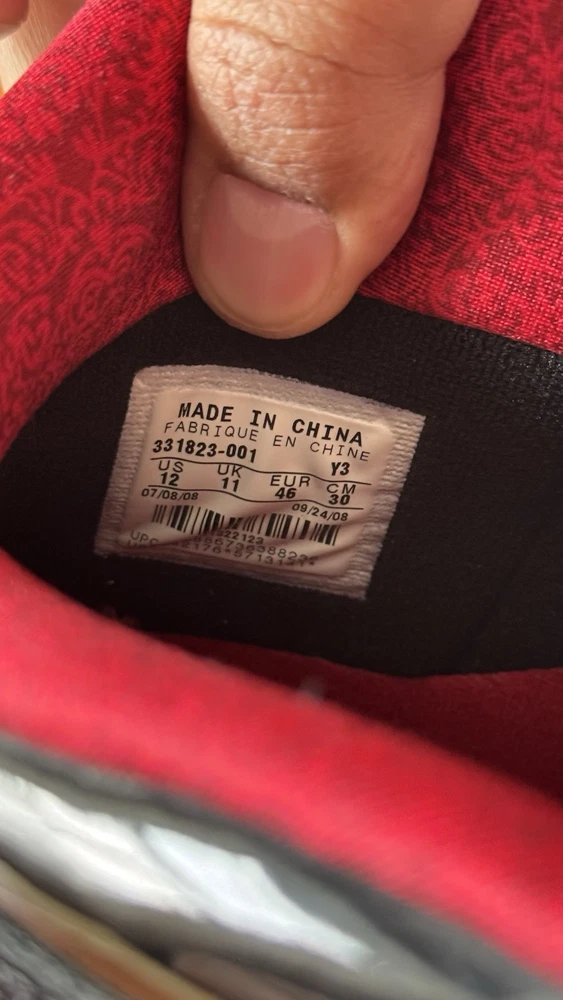 MADE IN CHINA
FABRIQUE EN CHINE
331823-001 Y3
US UK EUR CM
12 11 46 30
07/08/08 09/24/08
UPC